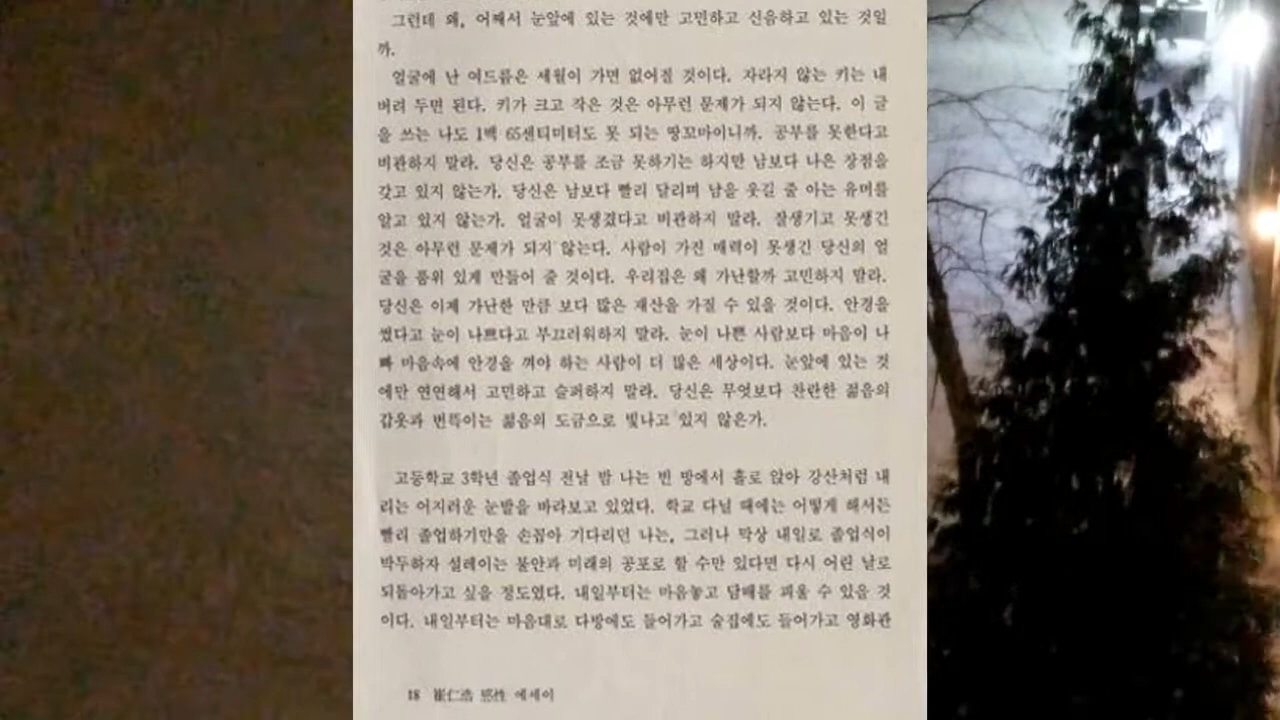 그런데 왜, 어째서 눈앞에 있는 것에만 고민하고 신음하고 있는 것일
까.
얼굴에 난 여드름은 세월이 가면 없어질 것이다. 자라지 않는 키는 내
버려 두면 된다. 키가 크고 작은 것은 아무런 문제가 되지 않는다. 이 글
을 쓰는 나도 1백 65센티미터도 못 되는 땅꼬마이니까. 공부를 못한다고
비관하지 말라. 당신은 공부를 조금 못하기는 하지만 남보다 나은 장점을
갖고 있지 않는가. 당신은 남보다 빨리 달리며 남을 웃길 줄 아는 유머를
알고 있지 않는가. 얼굴이 못생겼다고 비관하지 말라. 잘생기고 못생긴
것은 아무런 문제가 되지 않는다. 사람이 가진 매력이 못생긴 당신의 얼
굴을 품위 있게 만들어 줄 것이다. 우리집은 왜 가난할까 고민하지 말라.
당신은 이제 가난한 만큼 보다 많은 재산을 가질 수 있을 것이다. 안경을
썼다고 눈이 나쁘다고 부끄러워하지 말라. 눈이 나쁜 사람보다 마음이 나
빠 마음속에 안경을 껴야 하는 사람이 더 많은 세상이다. 눈앞에 있는 것
에만 연연해서 고민하고 슬퍼하지 말라. 당신은 무엇보다 찬란한 젊음의
갑옷과 번뜩이는 젊음의 도금으로 빛나고 있지 않은가.
고등학교 3학년 졸업식 전날 밤 나는 빈 방에서 홀로 앉아 강산처럼 내
리는 어지러운 눈발을 바라보고 있었다. 학교 다닐 때에는 어떻게 해서든
빨리 졸업하기만을 손꼽아 기다리던 나는, 그러나 막상 내일로 졸업식이
박두하자 설레이는 불안과 미래의 공포로 할 수만 있다면 다시 어린 날로
되돌아가고 싶을 정도였다. 내일부터는 마음놓고 담배를 피울 수 있을 것
이다. 내일부터는 마음대로 다방에도 들어가고 술집에도 들어가고 영화관
18 崔仁浩 感性 에세이